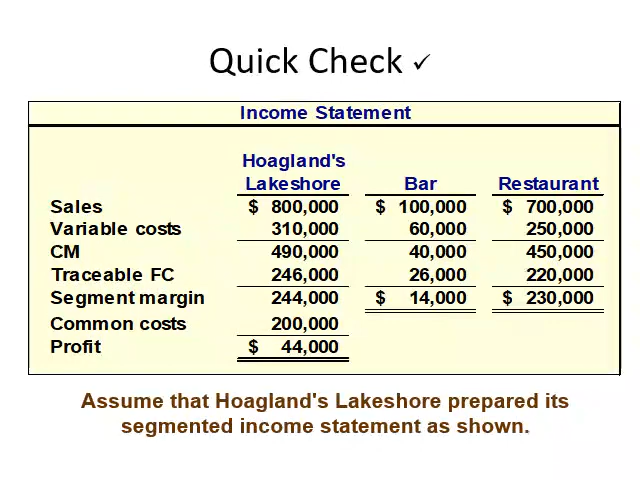 Quick Check ✓
Income Statement
Hoagland's
Lakeshore Bar Restaurant
Sales $ 800,000 $ 100,000 $ 700,000
Variable costs 310,000 60,000 250,000
CM 490,000 40,000 450,000
Traceable FC 246,000 26,000 220,000
Segment margin 244,000 $ 14,000 $ 230,000
Common costs 200,000
Profit $ 44,000
Assume that Hoagland's Lakeshore prepared its
segmented income statement as shown.